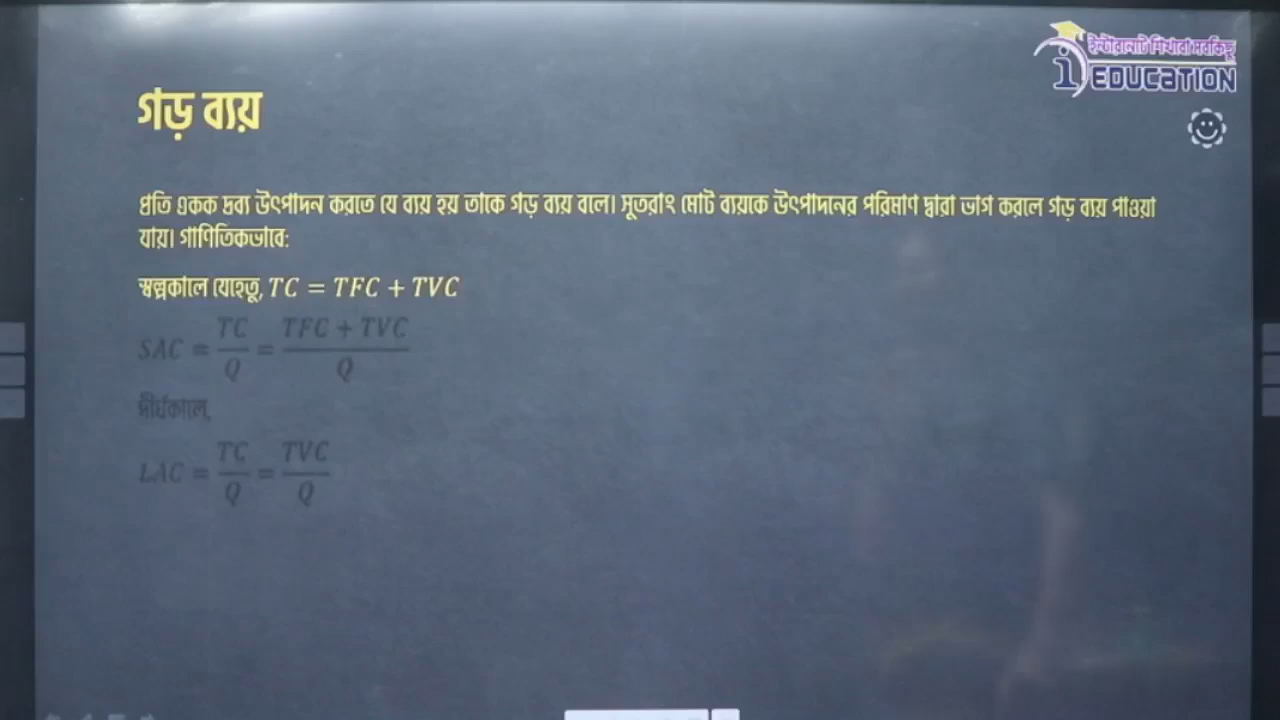 ইন্টারনেটে শিখবো সবকিছু
i EDUCATION
গড় ব্যয়
প্রতি একক দ্রব্য উৎপাদন করতে যে ব্যয় হয় তাকে গড় ব্যয় বলে। সুতরাং মোট ব্যয়কে উৎপাদনের পরিমাণ দ্বারা ভাগ করলে গড় ব্যয় পাওয়া
যায়। গাণিতিকভাবে:
স্বল্পকালে যেহেতু, TC = TFC + TVC
SAC = TC/Q = TFC + TVC/Q
দীর্ঘকালে,
LAC = TC/Q = TVC/Q